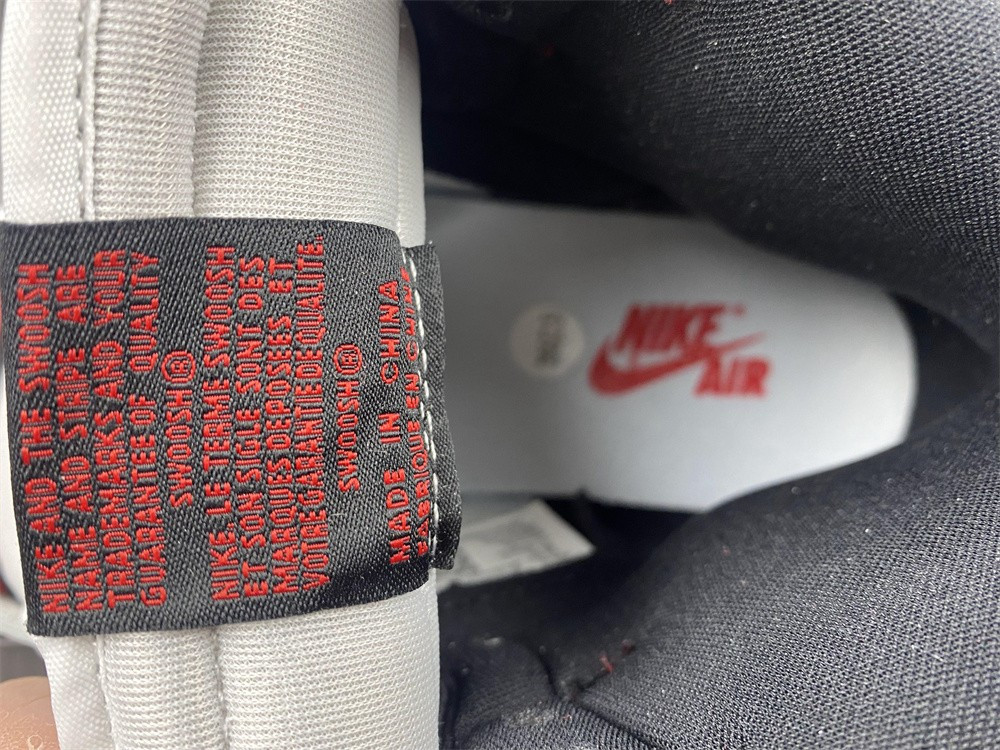 NIKE AND THE SWOOSH
NAME AND STRIPE ARE
TRADEMARKS AND YOUR
GUARANTEE OF QUALITY
SWOOSH®
NIKE LE TERME SWOOSH
ET SON SIGLE SONT DES
MARQUES DEPOSEES ET
VOTRE GARANTIE DE QUALITE.
SWOOSH®
MADE IN CHINA
FABRIQUE EN CHINE
NIKE™
AIR